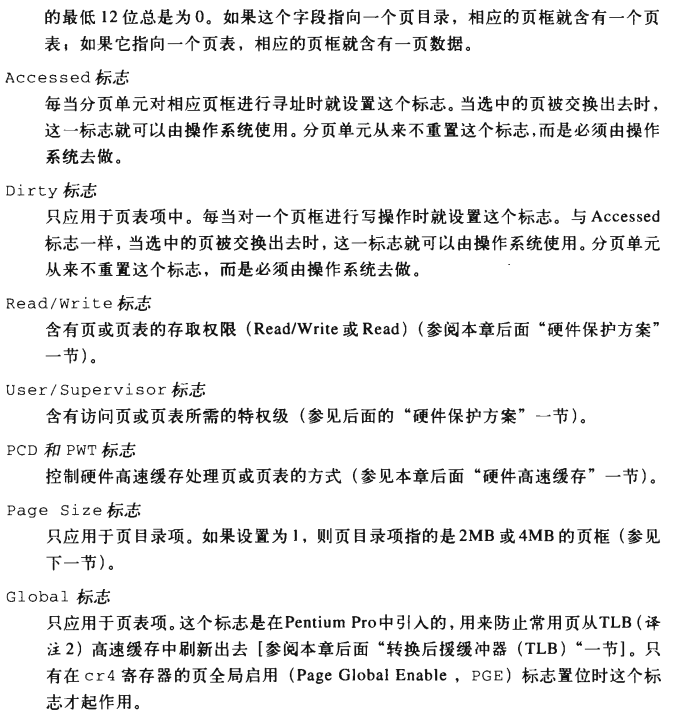 的最低 12 位总是为 0。如果这个字段指向一个页目录，相应的页框就含有一个页
表；如果它指向一个页表，相应的页框就含有一页数据。
Accessed 标志
每当分页单元对相应页框进行寻址时就设置这个标志。当选中的页被交换出去时，
这一标志就可以由操作系统使用。分页单元从来不重置这个标志，而是必须由操作
系统去做。
Dirty 标志
只应用于页表项中。每当对一个页框进行写操作时就设置这个标志。与 Accessed
标志一样，当选中的页被交换出去时，这一标志就可以由操作系统使用。分页单元
从来不重置这个标志，而是必须由操作系统去做。
Read/Write 标志
含有页或页表的存取权限（Read/Write 或 Read）（参阅本章后面“硬件保护方案”
一节）。
User/Supervisor 标志
含有访问页或页表所需的特权级（参见后面的“硬件保护方案”一节）。
PCD 和 PWT 标志
控制硬件高速缓存处理页或页表的方式（参见本章后面“硬件高速缓存”一节）。
Page Size 标志
只应用于页目录项。如果设置为 1，则页目录项指的是 2MB 或 4MB 的页框（参见
下一节）。
Global 标志
只应用于页表项。这个标志是在Pentium Pro中引入的，用来防止常用页从TLB（译
注 2）高速缓存中刷新出去 [参阅本章后面“转换后援缓冲器（TLB）“一节]。只
有在 cr4 寄存器的页全局启用（Page Global Enable ，PGE）标志置位时这个标
志才起作用。